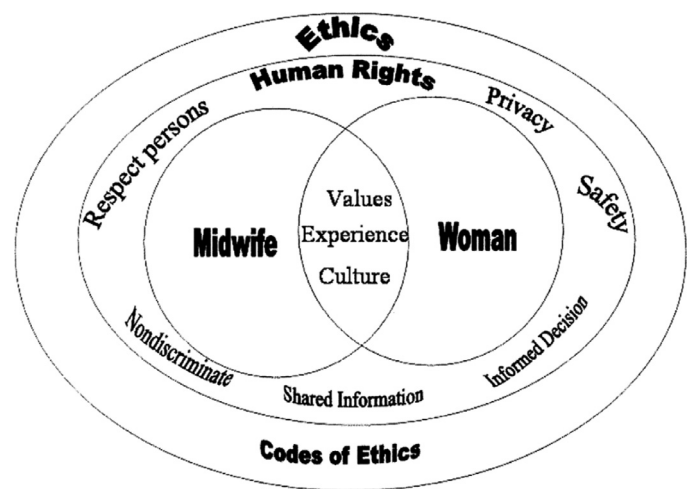 Ethics
Human Rights
Respect persons
Privacy
Safety
Values
Experience
Culture
Midwife
Woman
Nondiscriminate
Shared Information
Informed Decision
Codes of Ethics